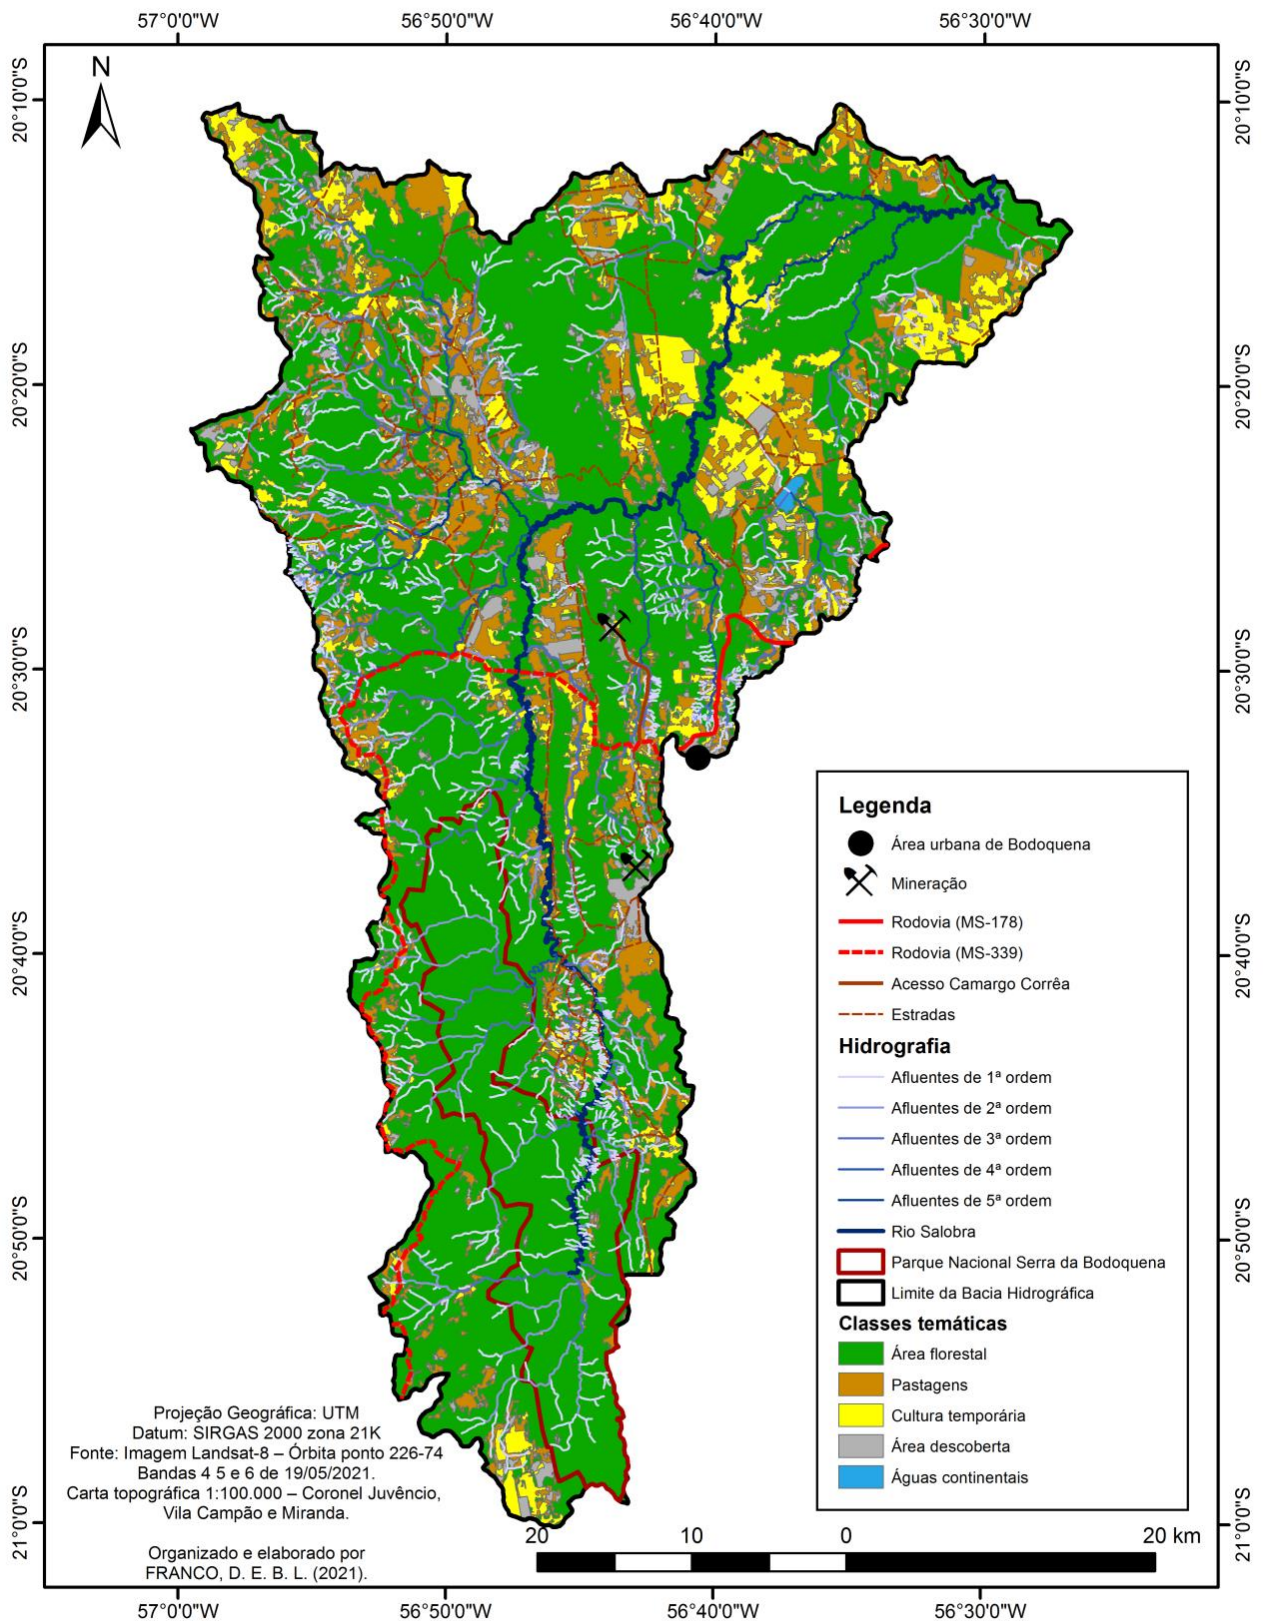 57°0'0"W 56°50'0"W 56°40'0"W 56°30'0"W
N
20°10'0"S 20°10'0"S
20°20'0"S 20°20'0"S
20°30'0"S 20°30'0"S
20°40'0"S 20°40'0"S
20°50'0"S 20°50'0"S
21°0'0"S 21°0'0"S
Legenda
Área urbana de Bodoquena
Mineração
Rodovia (MS-178)
Rodovia (MS-339)
Acesso Camargo Corrêa
Estradas
Hidrografia
Afluentes de 1ª ordem
Afluentes de 2ª ordem
Afluentes de 3ª ordem
Afluentes de 4ª ordem
Afluentes de 5ª ordem
Rio Salobra
Parque Nacional Serra da Bodoquena
Limite da Bacia Hidrográfica
Classes temáticas
Área florestal
Pastagens
Cultura temporária
Área descoberta
Águas continentais
Projeção Geográfica: UTM
Datum: SIRGAS 2000 zona 21K
Fonte: Imagem Landsat-8 – Órbita ponto 226-74
Bandas 4 5 e 6 de 19/05/2021.
Carta topográfica 1:100.000 – Coronel Juvêncio,
Vila Campão e Miranda.
Organizado e elaborado por
FRANCO, D. E. B. L. (2021).
20 10 0 20 km
57°0'0"W 56°50'0"W 56°40'0"W 56°30'0"W